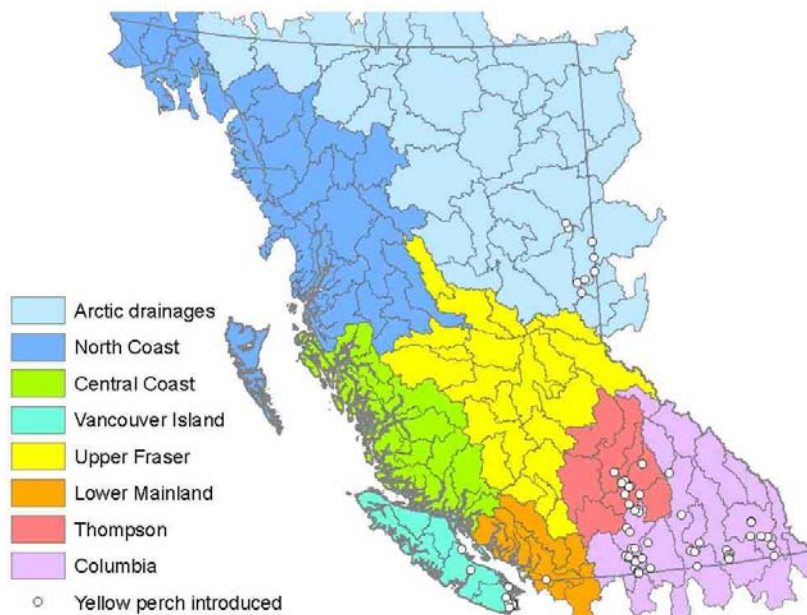 Arctic drainages
North Coast
Central Coast
Vancouver Island
Upper Fraser
Lower Mainland
Thompson
Columbia
Yellow perch introduced